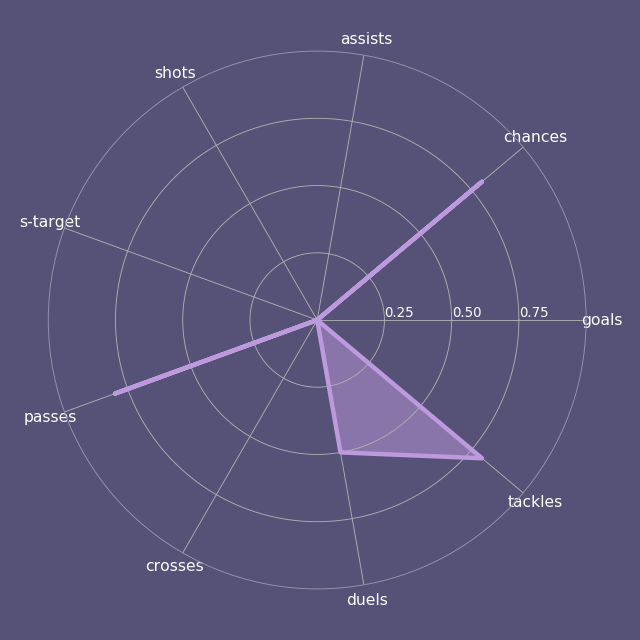 assists
shots
chances
s-target
0.25 0.50 0.75
goals
passes
tackles
crosses
duels